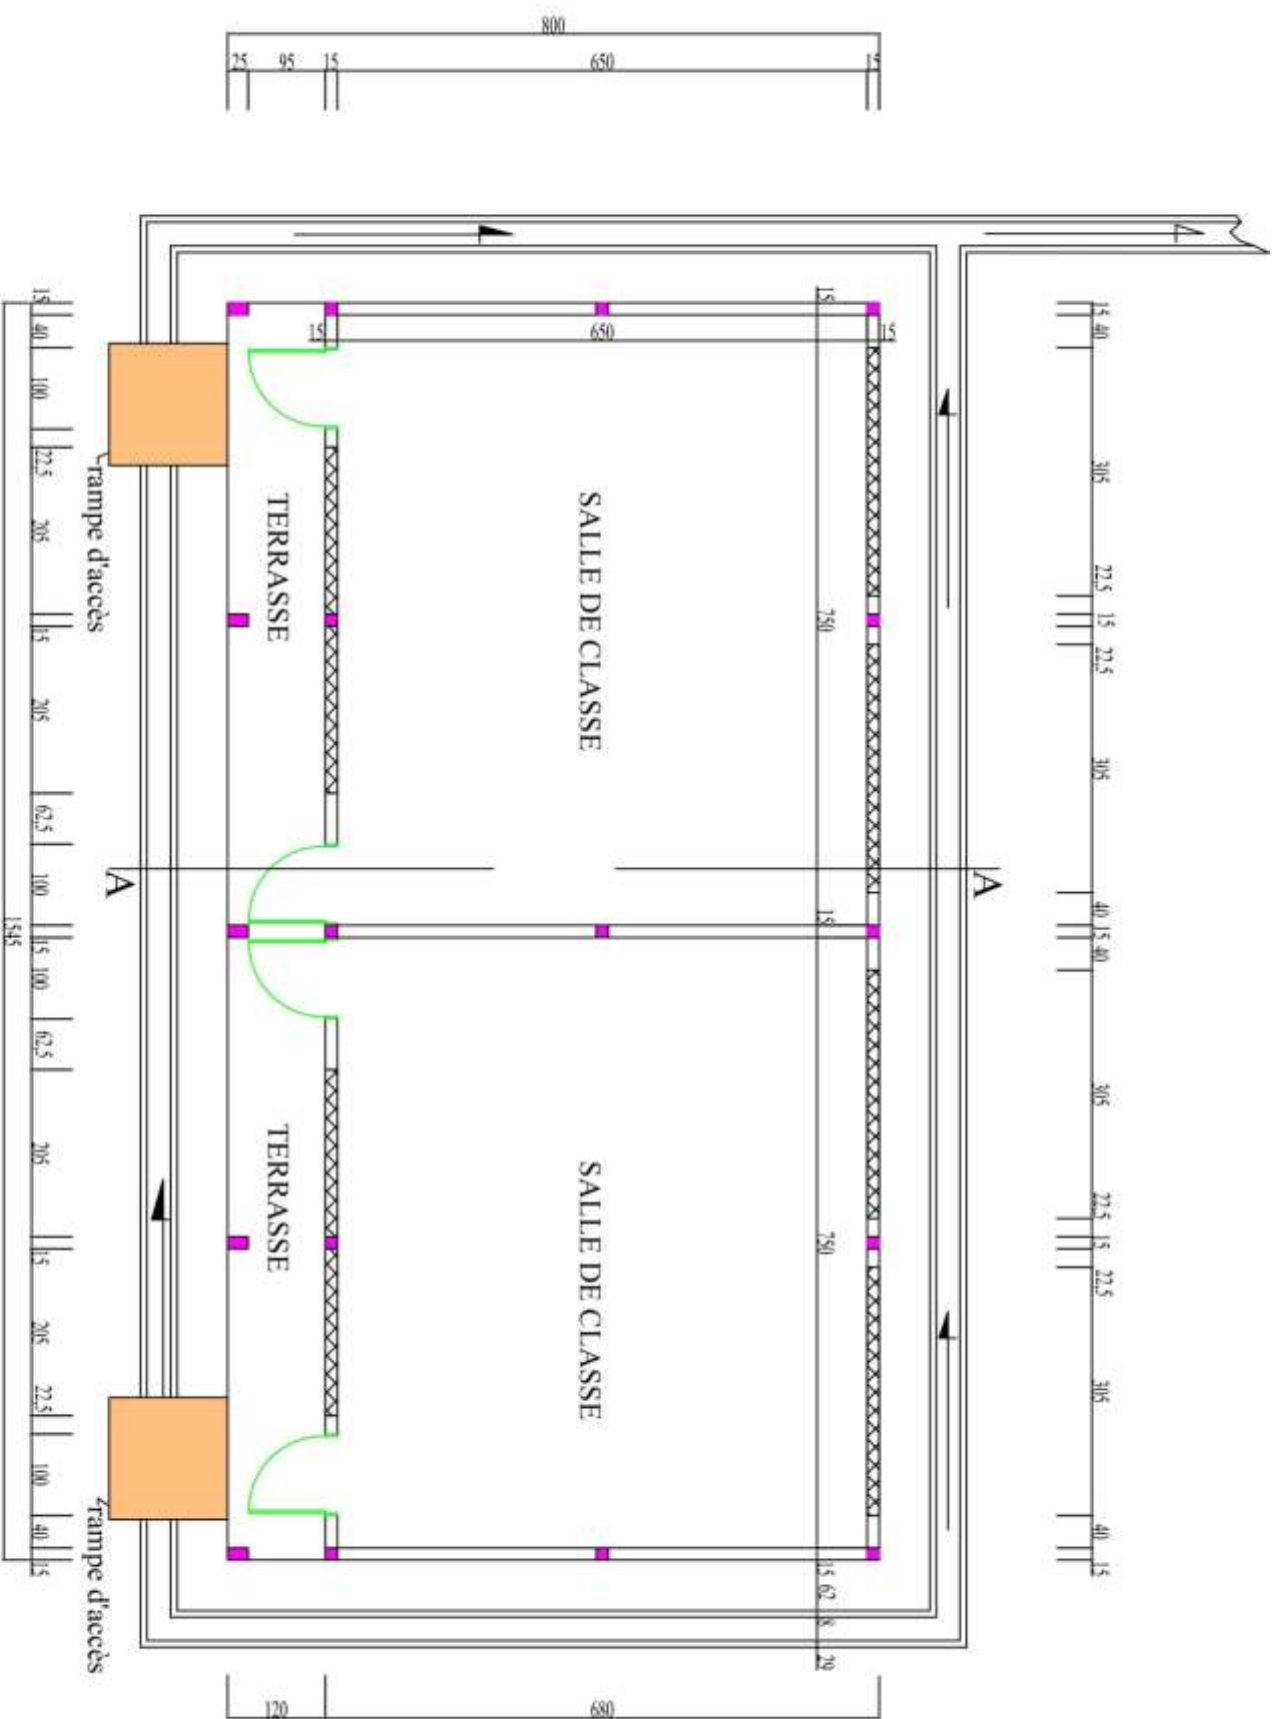 800
25 95 15 650 15
15 40 305 22,5 15 22,5 305 40 15 40 305 22,5 15 22,5 305 40 15
15 650 15
15 750 15 750 15 62 8 29
SALLE DE CLASSE
SALLE DE CLASSE
TERRASSE
TERRASSE
A
A
rampe d'accès
rampe d'accès
15 40 100 22,5 205 15 205 62,5 100 15 100 62,5 205 15 205 22,5 100 40 15
1545
120 680